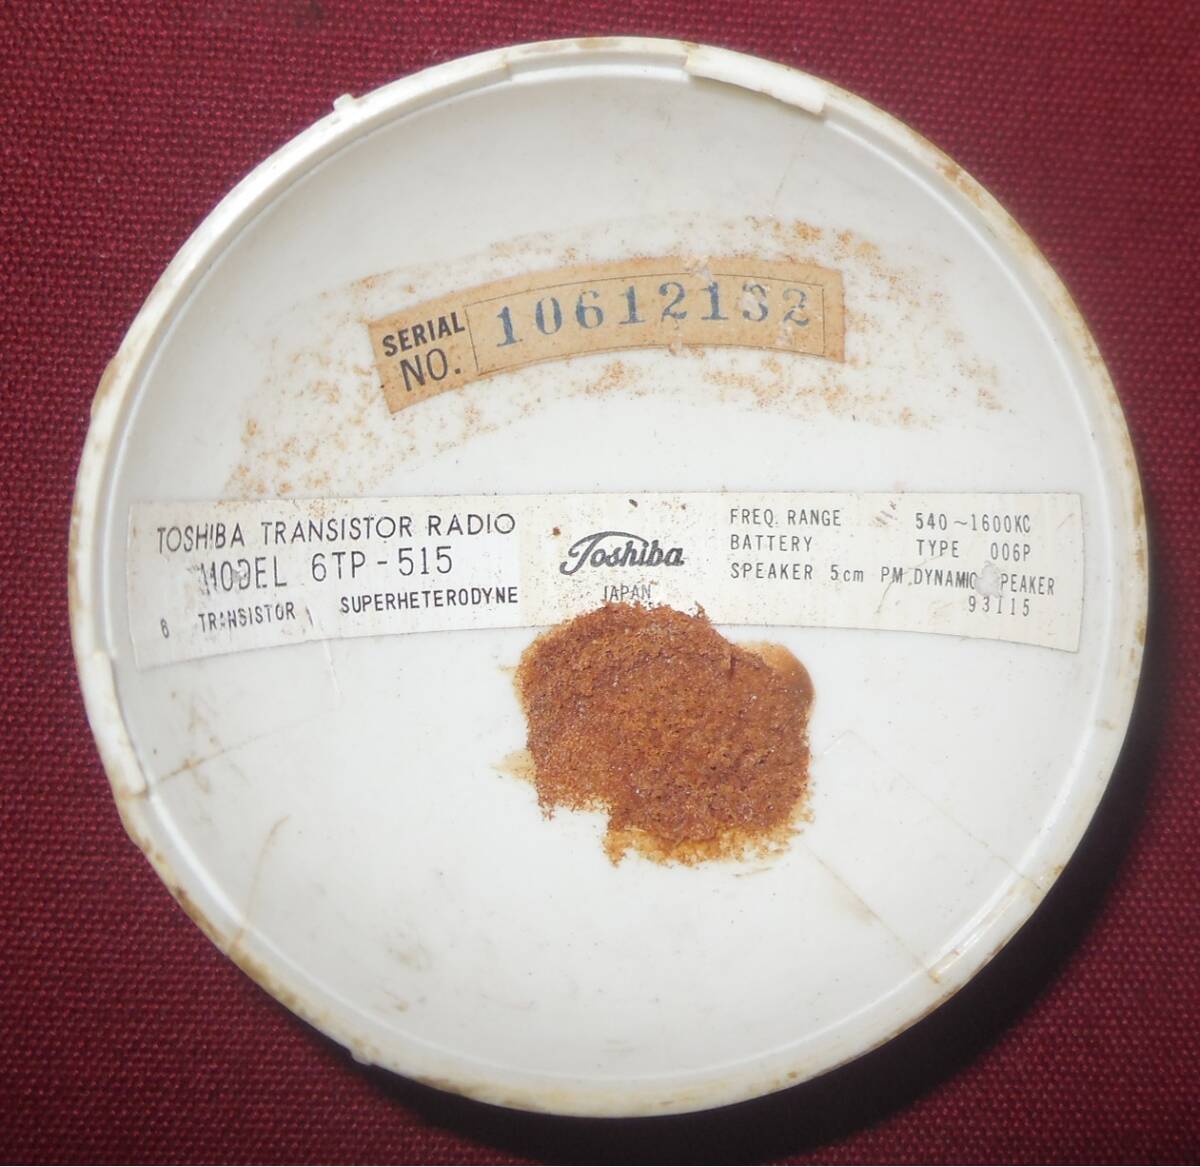 SERIAL NO. 10612132
TOSHIBA TRANSISTOR RADIO
MODEL 6TP-515
6 TRANSISTOR SUPERHETERODYNE
Toshiba
JAPAN
FREQ. RANGE 540~1600KC
BATTERY TYPE 006P
SPEAKER 5cm PM DYNAMIC SPEAKER
93115